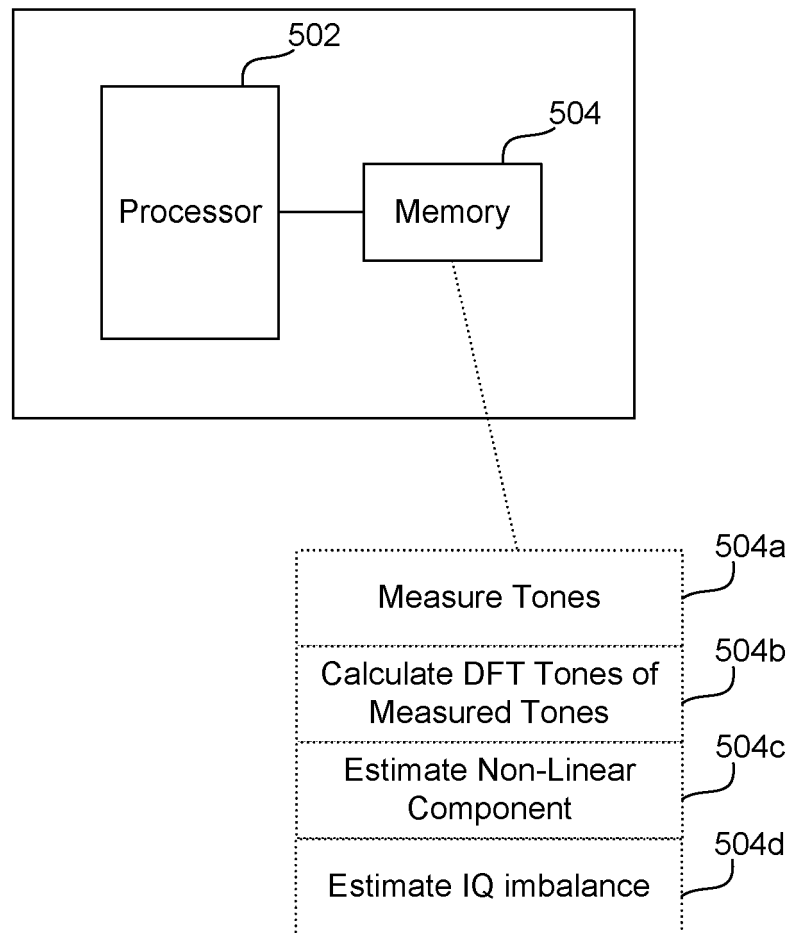 502
504
Processor
Memory
504a
Measure Tones
504b
Calculate DFT Tones of
Measured Tones
504c
Estimate Non-Linear
Component
504d
Estimate IQ imbalance